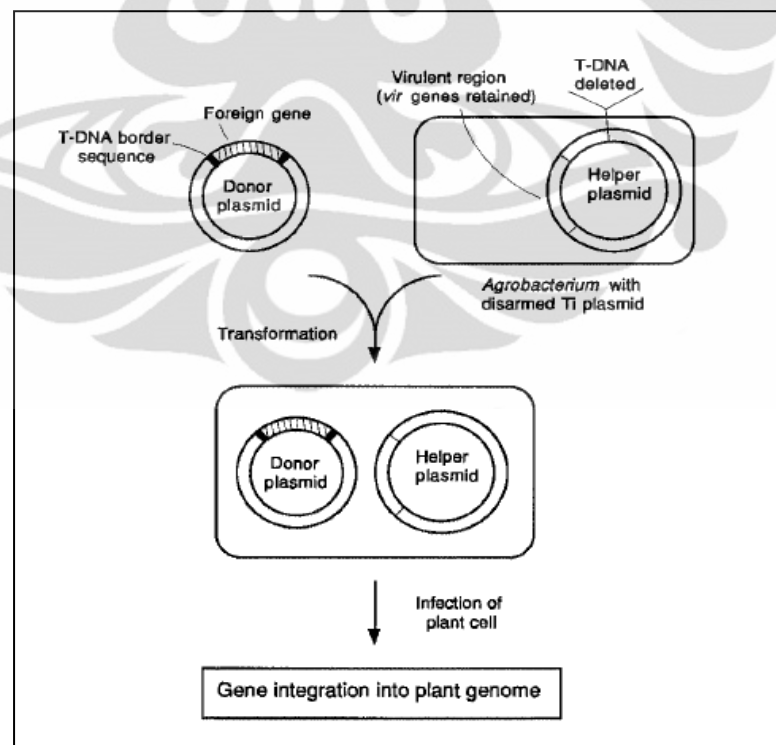 Foreign gene
T-DNA border
sequence
Donor
plasmid
Virulent region
(vir genes retained)
T-DNA
deleted
Helper
plasmid
Agrobacterium with
disarmed Ti plasmid
Transformation
Donor
plasmid
Helper
plasmid
Infection of
plant cell
Gene integration into plant genome